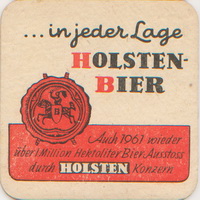 ...in jeder Lage
HOLSTEN-
BIER
Auch 1961 wieder
über 1 Million Hektoliter Bier-Ausstoss
durch HOLSTEN Konzern